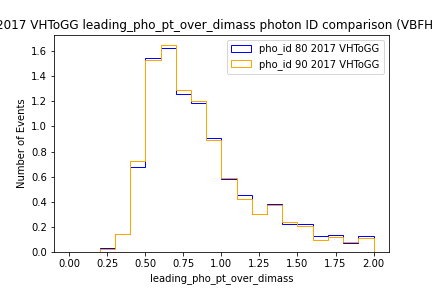 2017 VHToGG leading_pho_pt_over_dimass photon ID comparison (VBFH
pho_id 80 2017 VHToGG
pho_id 90 2017 VHToGG
Number of Events
1.6
1.4
1.2
1.0
0.8
0.6
0.4
0.2
0.0
0.00 0.25 0.50 0.75 1.00 1.25 1.50 1.75 2.00
leading_pho_pt_over_dimass